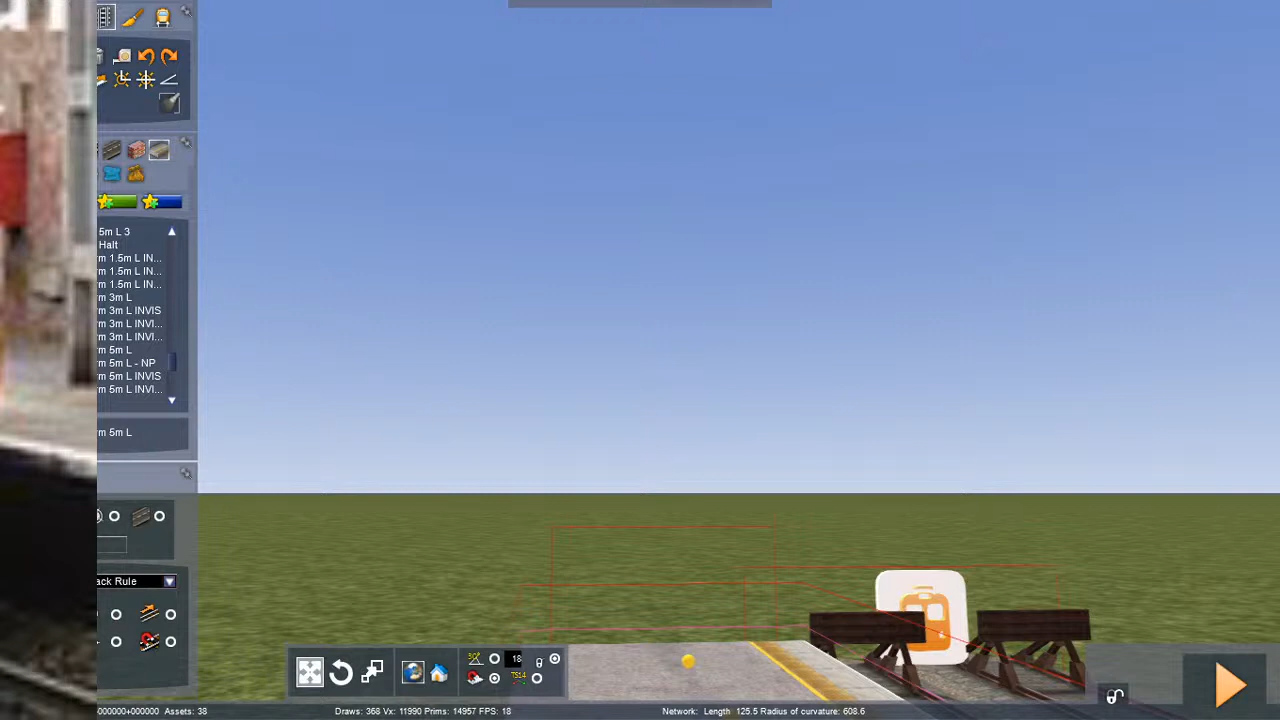 5m L 3
Halt
m 1.5m L IN...
m 1.5m L IN...
m 1.5m L IN...
m 3m L
m 3m L INVIS
m 3m L INVI...
m 3m L INVI...
m 5m L
m 5m L - NP
m 5m L INVIS
m 5m L INVI...
m 5m L
ack Rule
18
TS14
000000+000000 Assets: 38
Draws: 368 Vx: 11990 Prims: 14957 FPS: 18
Network: Length 125.5 Radius of curvature: 608.6